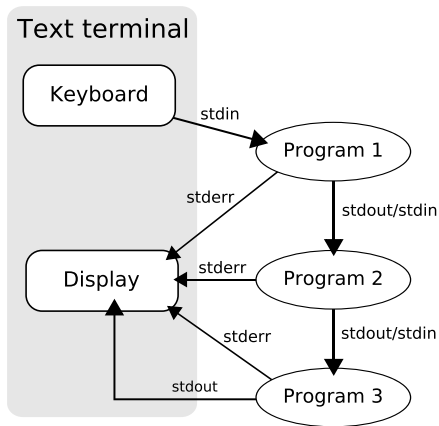 Text terminal
Keyboard
stdin
Program 1
stderr
stdout/stdin
Display
stderr
Program 2
stderr
stdout/stdin
stdout
Program 3